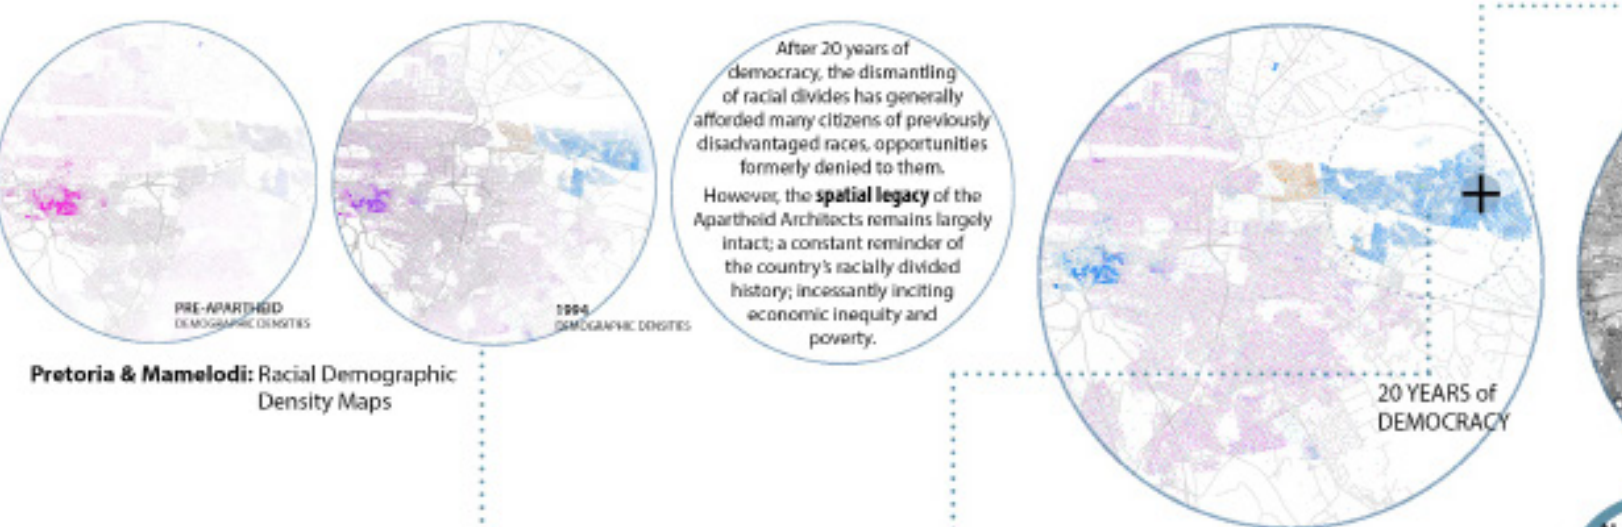 PRE-APARTHEID
DEMOGRAPHIC DENSITIES
Pretoria & Mamelodi: Racial Demographic
Density Maps
1994
DEMOGRAPHIC DENSITIES
After 20 years of
democracy, the dismantling
of racial divides has generally
afforded many citizens of previously
disadvantaged races, opportunities
formerly denied to them.
However, the spatial legacy of the
Apartheid Architects remains largely
intact; a constant reminder of
the country's racially divided
history; incessantly inciting
economic inequity and
poverty.
20 YEARS of
DEMOCRACY